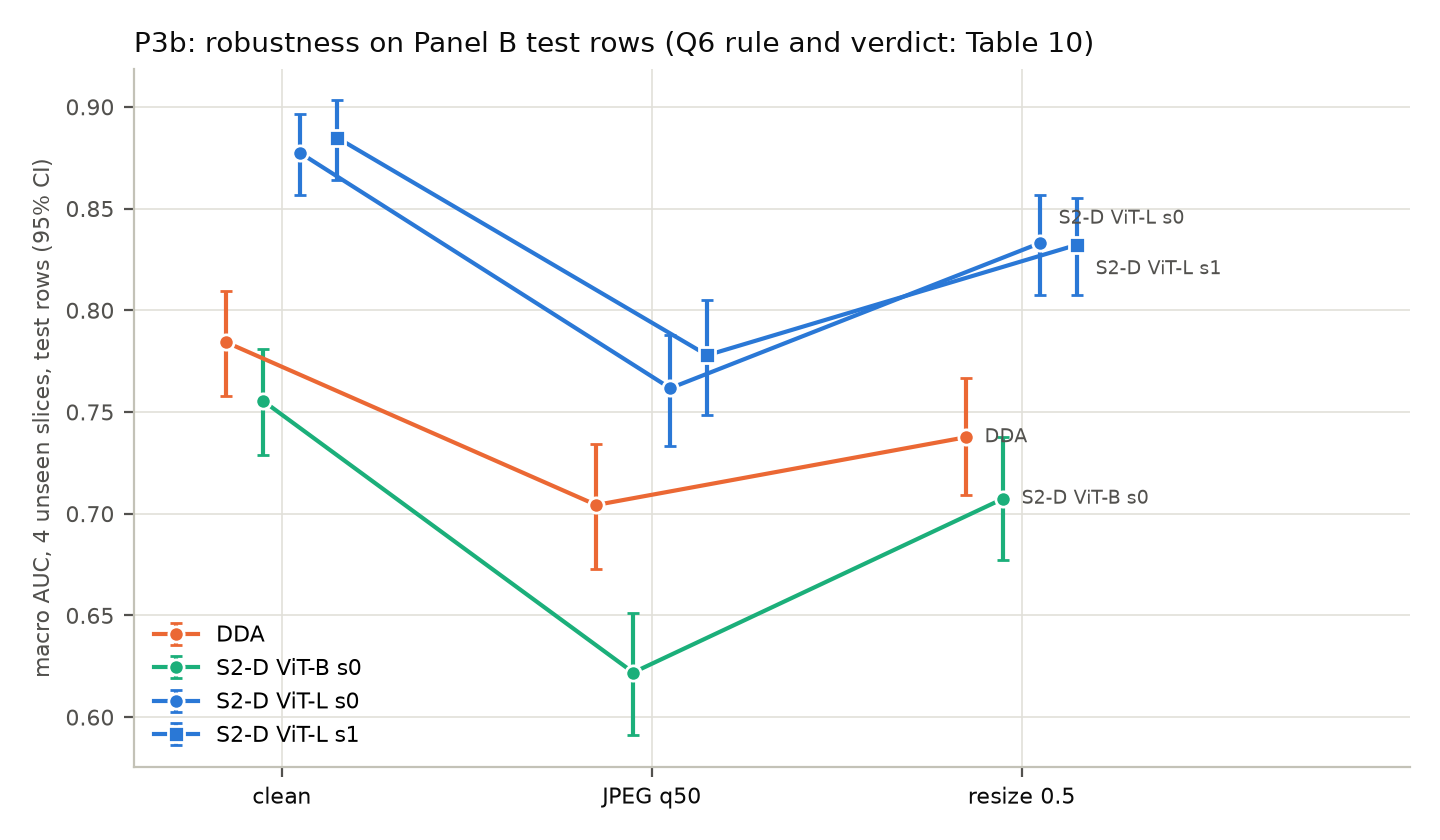 P3b: robustness on Panel B test rows (Q6 rule and verdict: Table 10)
macro AUC, 4 unseen slices, test rows (95% CI)
0.90
0.85
0.80
0.75
0.70
0.65
0.60
S2-D ViT-L s0
S2-D ViT-L s1
DDA
S2-D ViT-B s0
DDA
S2-D ViT-B s0
S2-D ViT-L s0
S2-D ViT-L s1
clean
JPEG q50
resize 0.5